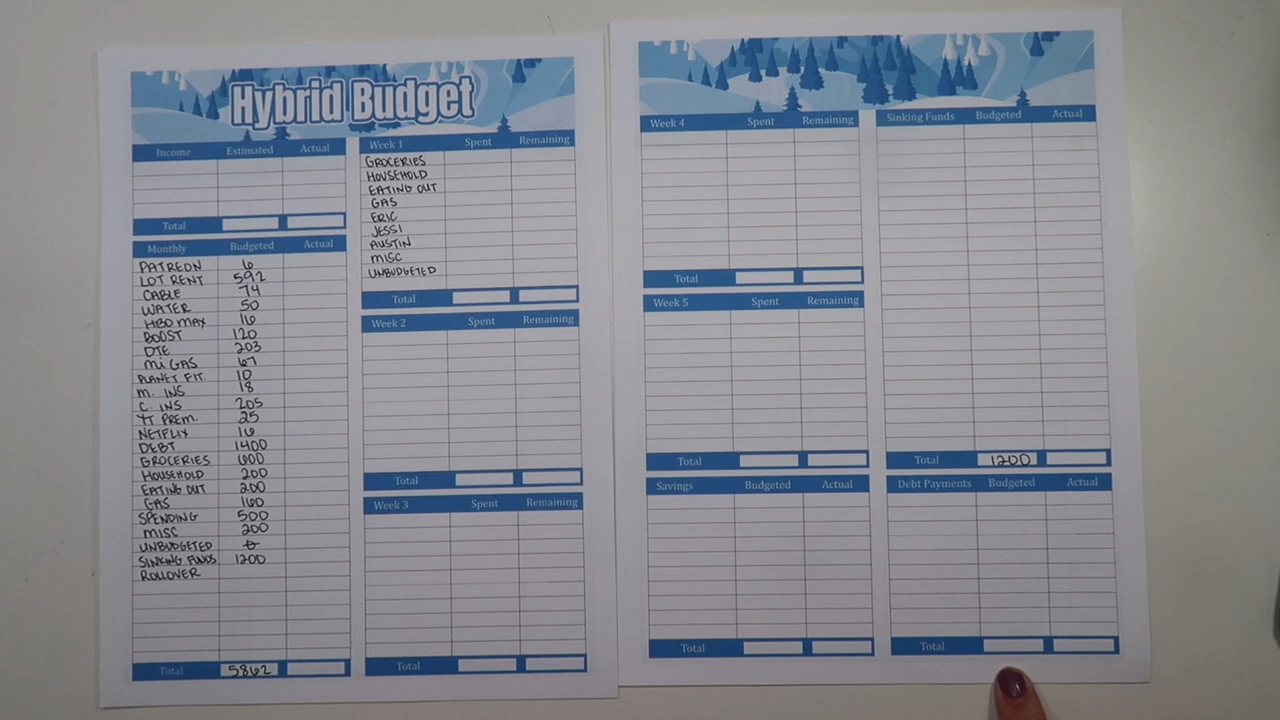 Hybrid Budget
Income Estimated Actual
Total
Monthly Budgeted Actual
PATREON 6
LOT RENT 592
CABLE 74
WATER 50
HBO MAX 16
BOOST 120
DTE 203
Mi GAS 67
PLANET FIT. 10
M. INS 18
C. INS 205
YT PREM. 25
NETFLIX 16
DEBT 1400
GROCERIES 600
HOUSEHOLD 200
EATING OUT 200
GAS 160
SPENDING 500
MISC 200
UNBUDGETED 0
SINKING FUNDS 1200
ROLLOVER
Total 5862
Week 1 Spent Remaining
GROCERIES
HOUSEHOLD
EATING OUT
GAS
ERIC
JESSI
AUSTIN
MISC
UNBUDGETED
Total
Week 2 Spent Remaining
Total
Week 3 Spent Remaining
Total
Week 4 Spent Remaining
Total
Week 5 Spent Remaining
Total
Savings Budgeted Actual
Total
Sinking Funds Budgeted Actual
Total 1200
Debt Payments Budgeted Actual
Total